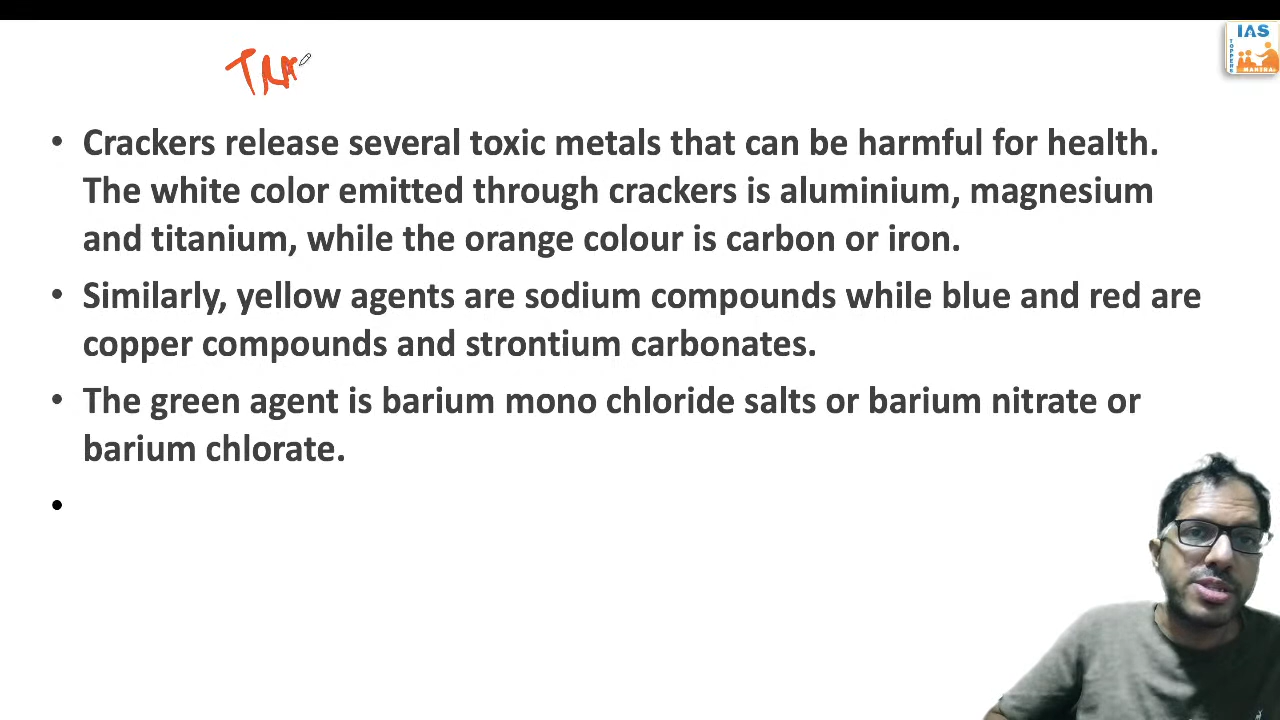 TRA
IAS
TOPPERS
MANTRA
• Crackers release several toxic metals that can be harmful for health.
The white color emitted through crackers is aluminium, magnesium
and titanium, while the orange colour is carbon or iron.
• Similarly, yellow agents are sodium compounds while blue and red are
copper compounds and strontium carbonates.
• The green agent is barium mono chloride salts or barium nitrate or
barium chlorate.
•